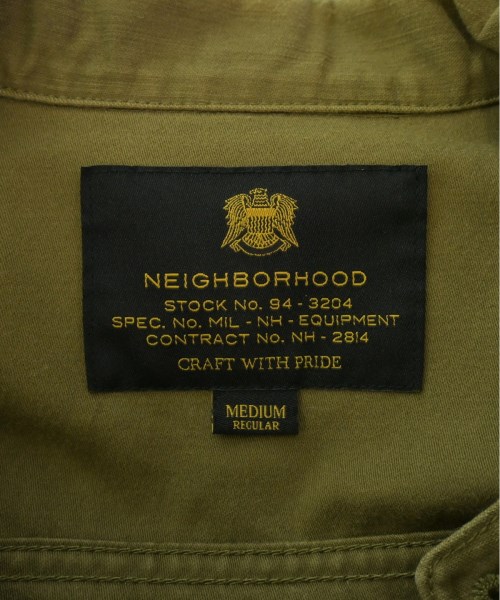 NEIGHBORHOOD
STOCK No. 94 - 3204
SPEC. No. MIL - NH - EQUIPMENT
CONTRACT No. NH - 2814
CRAFT WITH PRIDE
MEDIUM
REGULAR